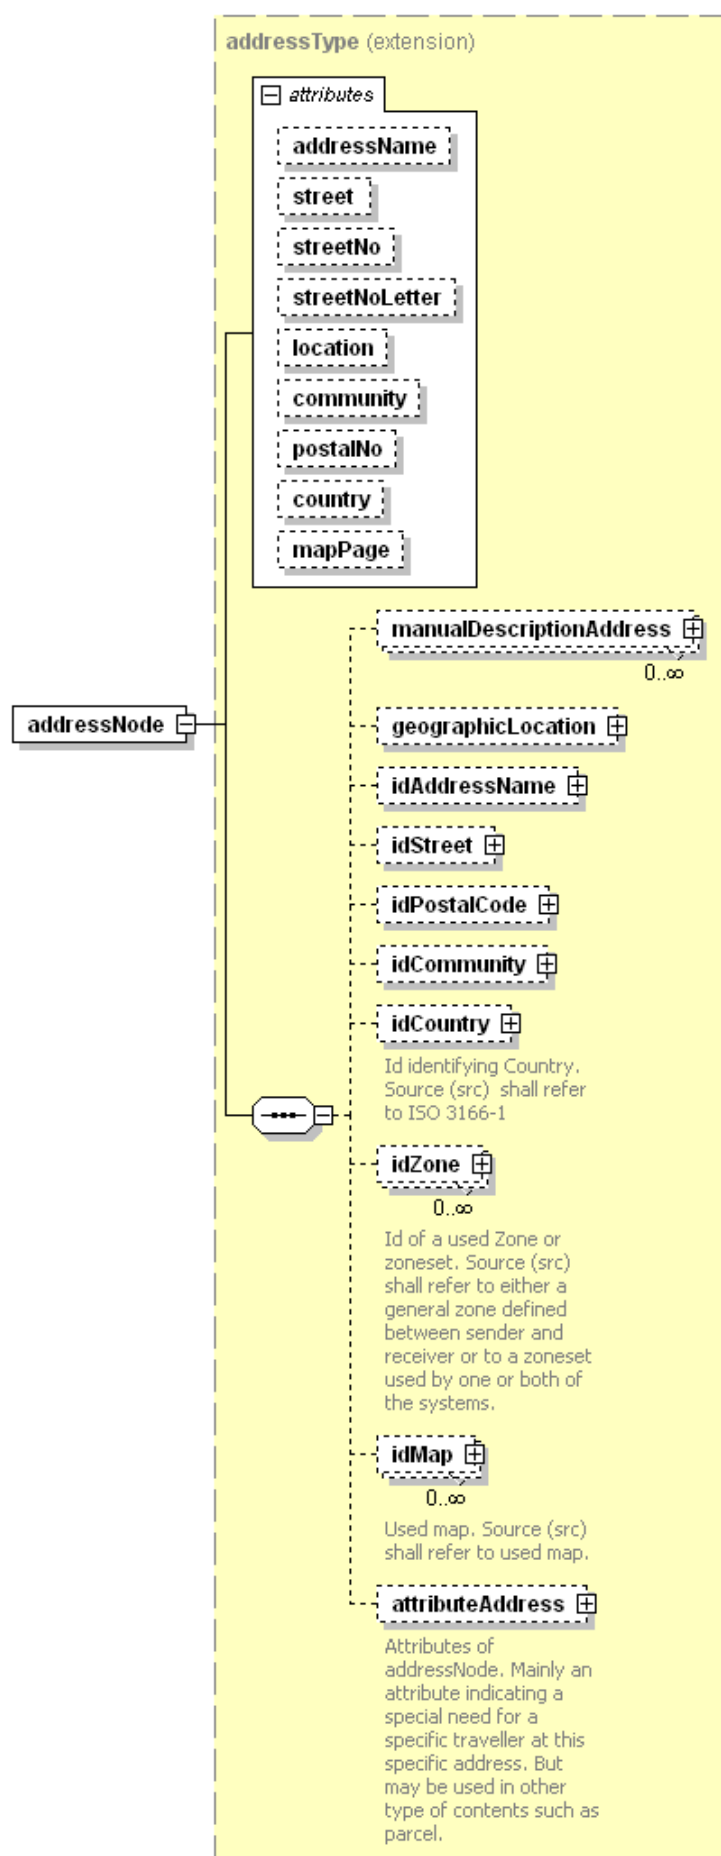 addressType (extension)
attributes
addressName
street
streetNo
streetNoLetter
location
community
postalNo
country
mapPage
manualDescriptionAddress
0..∞
addressNode
geographicLocation
idAddressName
idStreet
idPostalCode
idCommunity
idCountry
Id identifying Country.
Source (src)  shall refer
to ISO 3166-1
idZone
0..∞
Id of a used Zone or
zoneset. Source (src)
shall refer to either a
general zone defined
between sender and
receiver or to a zoneset
used by one or both of
the systems.
idMap
0..∞
Used map. Source (src)
shall refer to used map.
attributeAddress
Attributes of
addressNode. Mainly an
attribute indicating a
special need for a
specific traveller at this
specific address. But
may be used in other
type of contents such as
parcel.